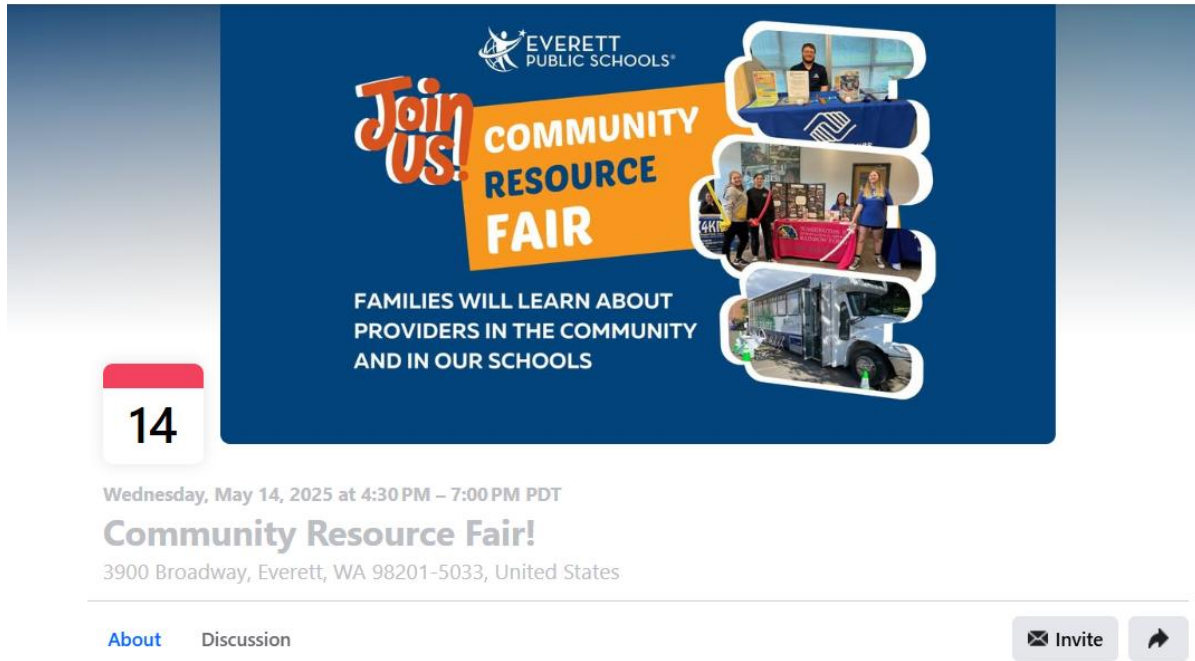 EVERETT
PUBLIC SCHOOLS®
Join
US!
COMMUNITY
RESOURCE
FAIR
FAMILIES WILL LEARN ABOUT
PROVIDERS IN THE COMMUNITY
AND IN OUR SCHOOLS
14
Wednesday, May 14, 2025 at 4:30 PM – 7:00 PM PDT
Community Resource Fair!
3900 Broadway, Everett, WA 98201-5033, United States
About
Discussion
Invite